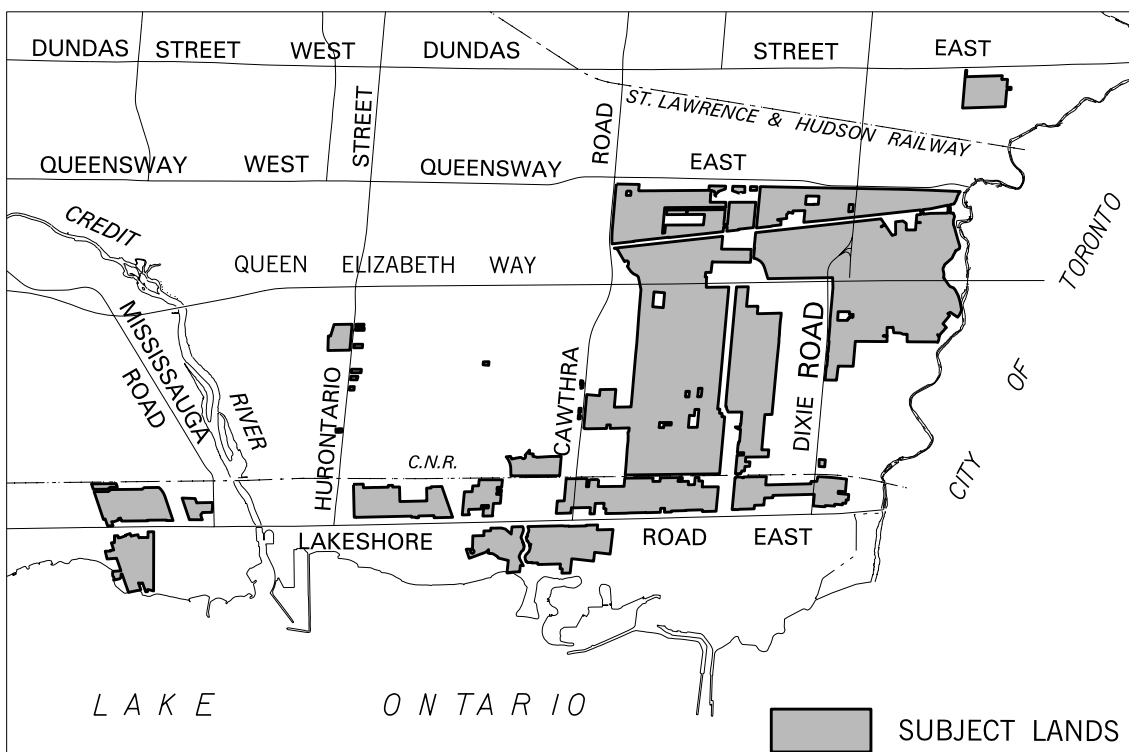 DUNDAS STREET WEST DUNDAS STREET EAST
STREET
ROAD
ST. LAWRENCE & HUDSON RAILWAY
QUEENSWAY WEST QUEENSWAY EAST
CREDIT RIVER
QUEEN ELIZABETH WAY
TORONTO
MISSISSAUGA
ROAD
HURONTARIO
CAWTHRA
DIXIE ROAD
OF
CITY
C.N.R.
LAKESHORE ROAD EAST
LAKE ONTARIO
SUBJECT LANDS